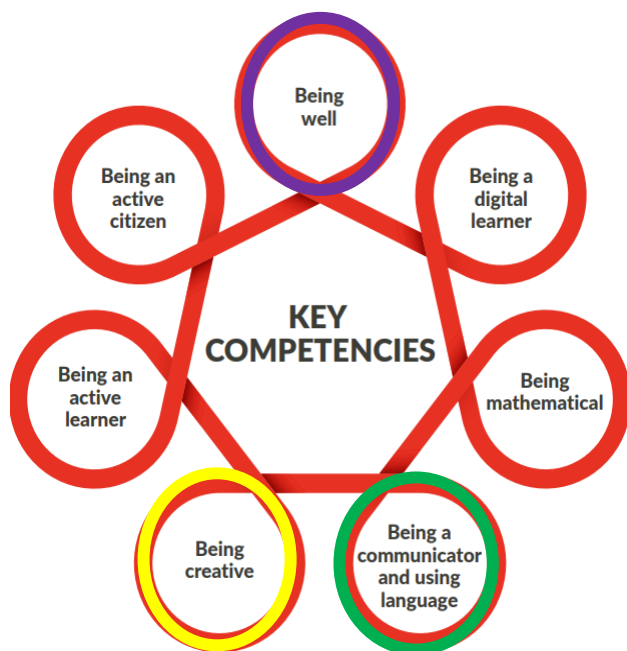 Being
well
Being an
active
citizen
Being a
digital
learner
KEY
COMPETENCIES
Being an
active
learner
Being
mathematical
Being
creative
Being a
communicator
and using
language